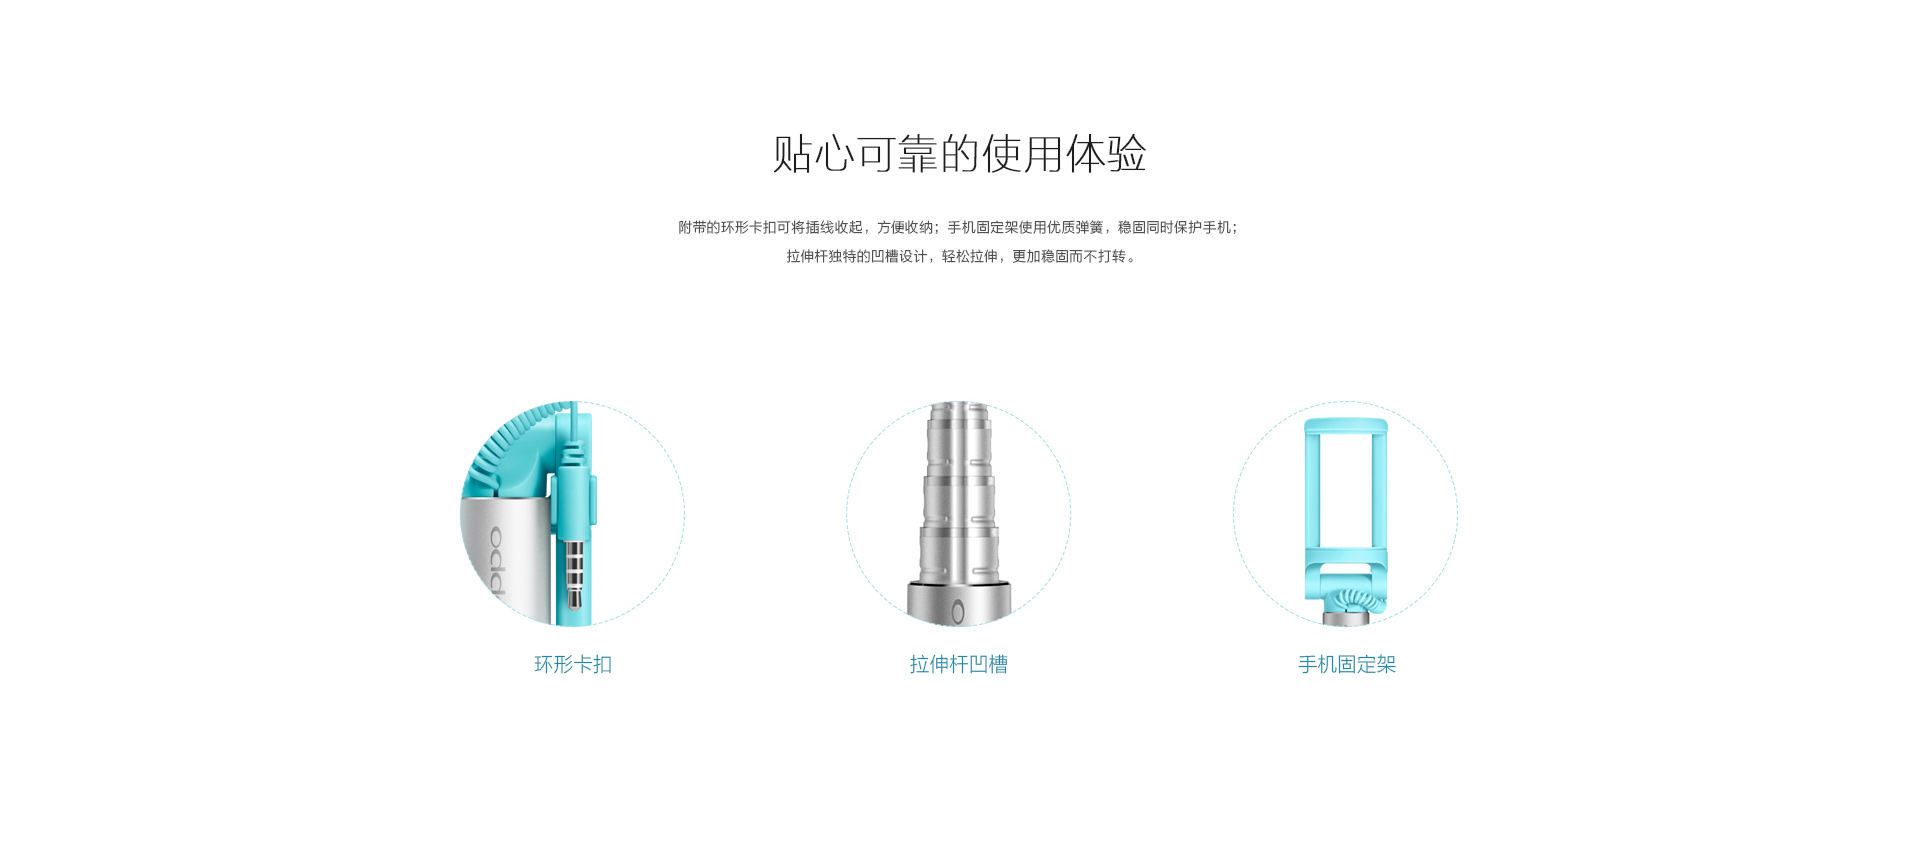 贴心可靠的使用体验
附带的环形卡扣可将插线收起，方便收纳；手机固定架使用优质弹簧，稳固同时保护手机；
拉伸杆独特的凹槽设计，轻松拉伸，更加稳固而不打转。
oppo
环形卡扣
拉伸杆凹槽
手机固定架